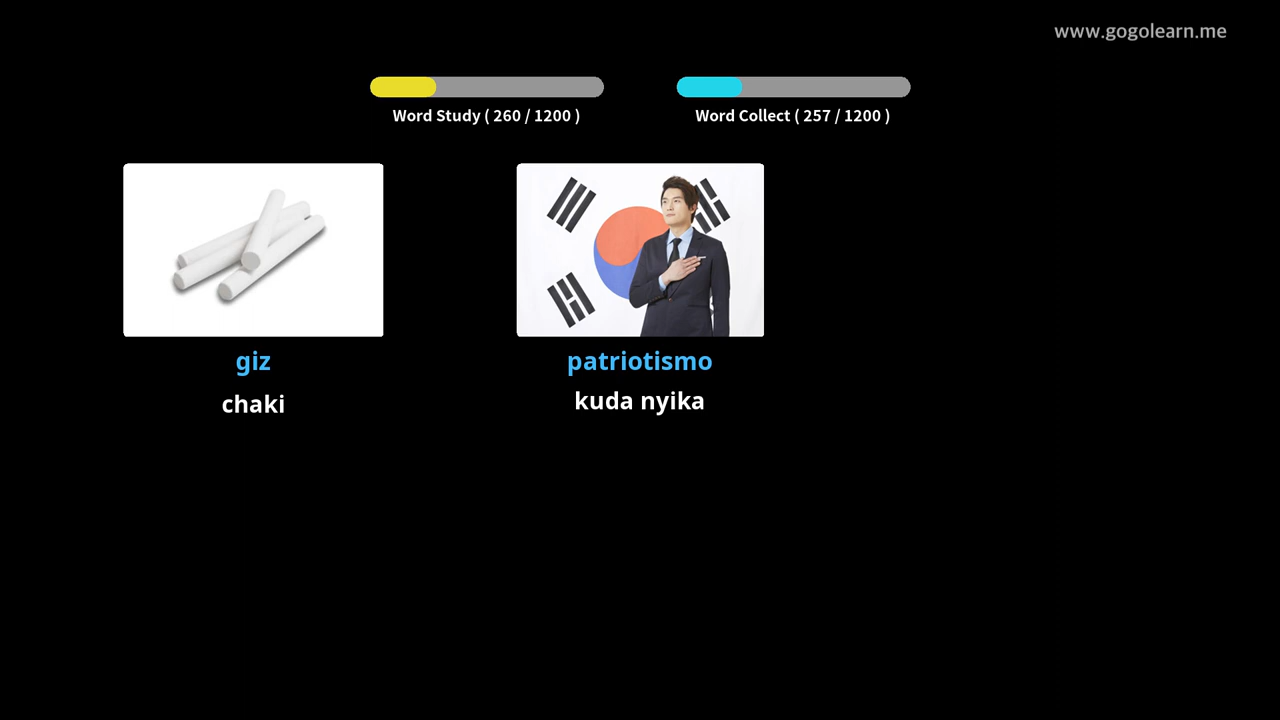 www.gogolearn.me
Word Study ( 260 / 1200 )
Word Collect ( 257 / 1200 )
giz
chaki
patriotismo
kuda nyika